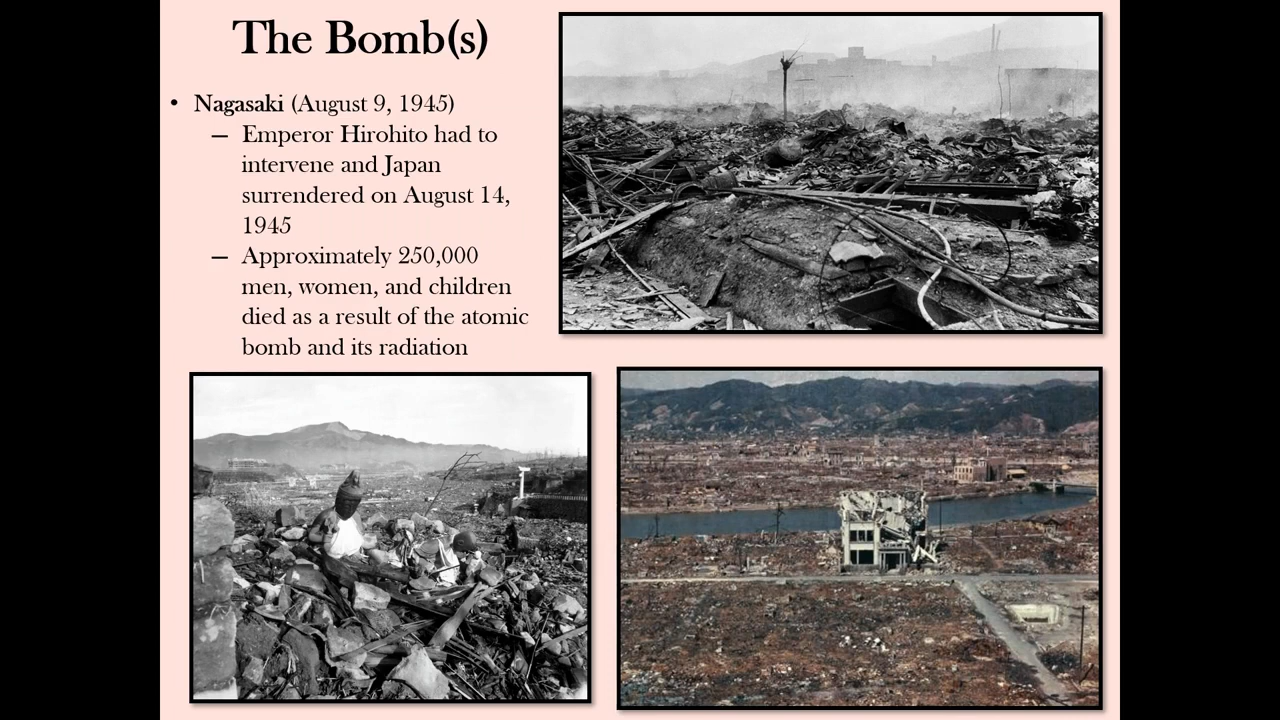 The Bomb(s)
• Nagasaki (August 9, 1945)
– Emperor Hirohito had to
intervene and Japan
surrendered on August 14,
1945
– Approximately 250,000
men, women, and children
died as a result of the atomic
bomb and its radiation